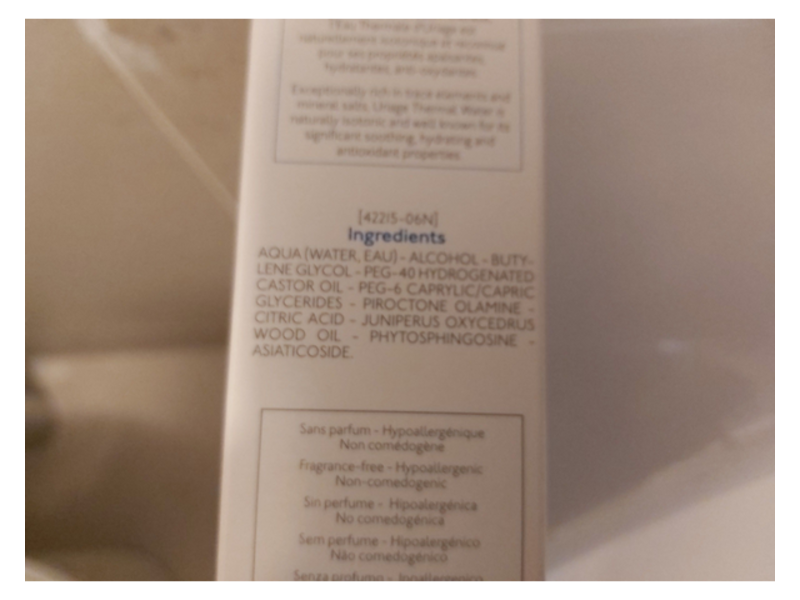 l'Eau Thermale d'Uriage est
naturellement isotonique et reconnue
pour ses propriétés apaisantes,
hydratantes, anti-oxydantes.
Exceptionally rich in trace elements and
mineral salts, Uriage Thermal Water is
naturally isotonic and well known for its
significant soothing, hydrating and
antioxidant properties.
[42215-06N]
Ingredients
AQUA (WATER, EAU) - ALCOHOL - BUTY-
LENE GLYCOL - PEG-40 HYDROGENATED
CASTOR OIL - PEG-6 CAPRYLIC/CAPRIC
GLYCERIDES - PIROCTONE OLAMINE -
CITRIC ACID - JUNIPERUS OXYCEDRUS
WOOD OIL - PHYTOSPHINGOSINE -
ASIATICOSIDE.
Sans parfum - Hypoallergénique
Non comédogène
Fragrance-free - Hypoallergenic
Non-comedogenic
Sin perfume - Hipoalergénica
No comedogénica
Sem perfume - Hipoalergénico
Não comedogénico
Senza profumo - Ipoallergenico